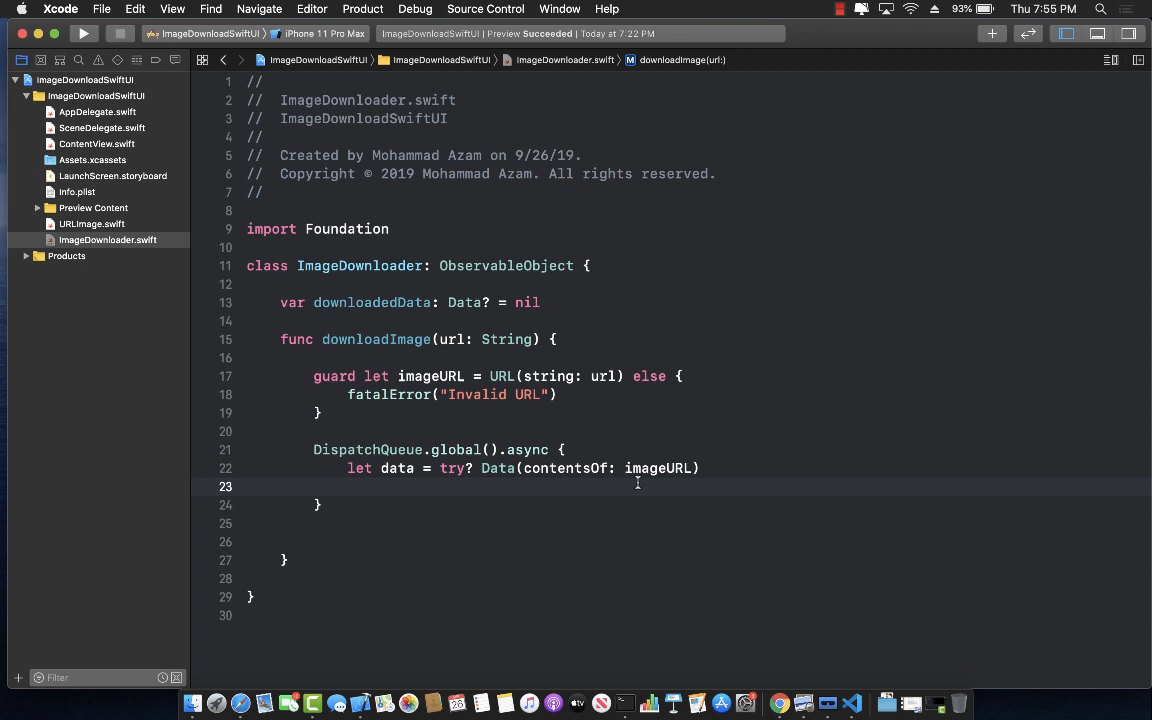 Xcode File Edit View Find Navigate Editor Product Debug Source Control Window Help 93% Thu 7:55 PM
ImageDownloadSwiftUI iPhone 11 Pro Max ImageDownloadSwiftUI | Preview Succeeded | Today at 7:22 PM
ImageDownloadSwiftUI ImageDownloadSwiftUI ImageDownloader.swift M downloadImage(url:)
ImageDownloadSwiftUI
ImageDownloadSwiftUI
AppDelegate.swift
SceneDelegate.swift
ContentView.swift
Assets.xcassets
LaunchScreen.storyboard
Info.plist
Preview Content
URLImage.swift
ImageDownloader.swift
Products
Filter
1 //
2 // ImageDownloader.swift
3 // ImageDownloadSwiftUI
4 //
5 // Created by Mohammad Azam on 9/26/19.
6 // Copyright © 2019 Mohammad Azam. All rights reserved.
7 //
8
9 import Foundation
10
11 class ImageDownloader: ObservableObject {
12
13 var downloadedData: Data? = nil
14
15 func downloadImage(url: String) {
16
17 guard let imageURL = URL(string: url) else {
18 fatalError("Invalid URL")
19 }
20
21 DispatchQueue.global().async {
22 let data = try? Data(contentsOf: imageURL)
23
24 }
25
26
27 }
28
29 }
30